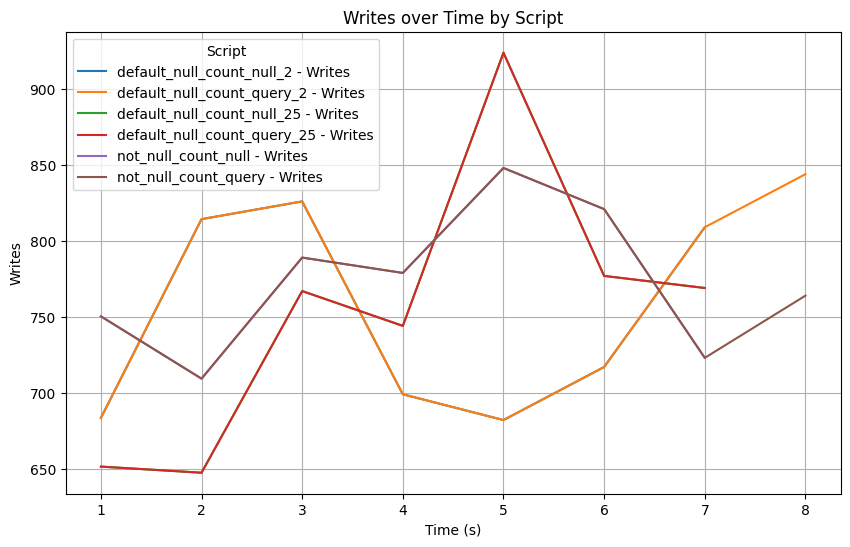 Writes over Time by Script
Script
default_null_count_null_2 - Writes
default_null_count_query_2 - Writes
default_null_count_null_25 - Writes
default_null_count_query_25 - Writes
not_null_count_null - Writes
not_null_count_query - Writes
900
850
800
750
700
650
Writes
1 2 3 4 5 6 7 8
Time (s)